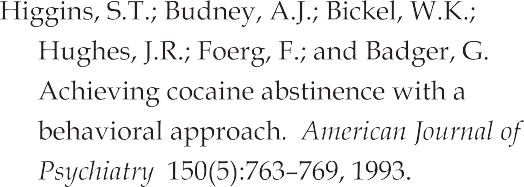 Higgins, S.T.; Budney, A.J.; Bickel, W.K.;
Hughes, J.R.; Foerg, F.; and Badger, G.
Achieving cocaine abstinence with a
behavioral approach. American Journal of
Psychiatry 150(5):763–769, 1993.